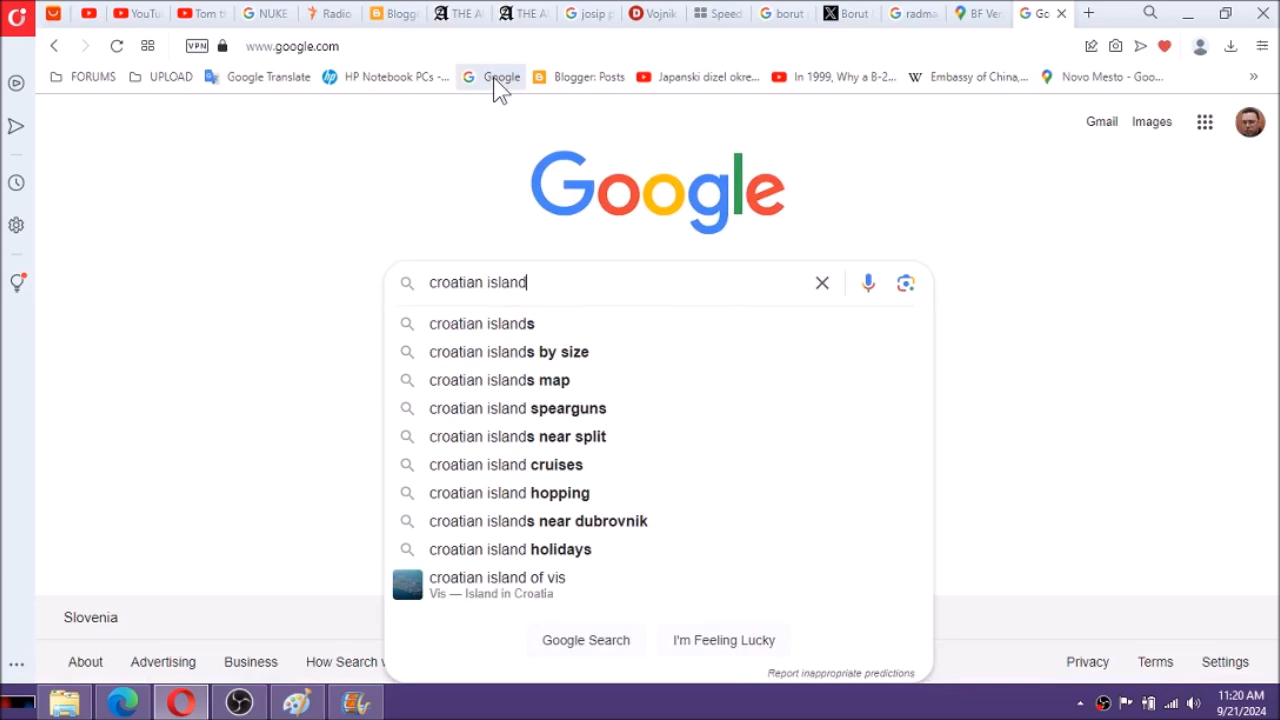 YouTu
Tom t
NUKE
Radio
Blogge
THE A
THE A
josip p
Vojnik
Speed
borut
Borut
radma
BF Ver
Go
VPN
www.google.com
FORUMS
UPLOAD
Google Translate
HP Notebook PCs -...
Google
Blogger: Posts
Japanski dizel okre...
In 1999, Why a B-2...
Embassy of China,...
Novo Mesto - Goo...
Gmail
Images
Google
croatian island
croatian islands
croatian islands by size
croatian islands map
croatian island spearguns
croatian islands near split
croatian island cruises
croatian island hopping
croatian islands near dubrovnik
croatian island holidays
croatian island of vis
Vis — Island in Croatia
Google Search
I'm Feeling Lucky
Report inappropriate predictions
Slovenia
About
Advertising
Business
How Search
Privacy
Terms
Settings
11:20 AM
9/21/2024